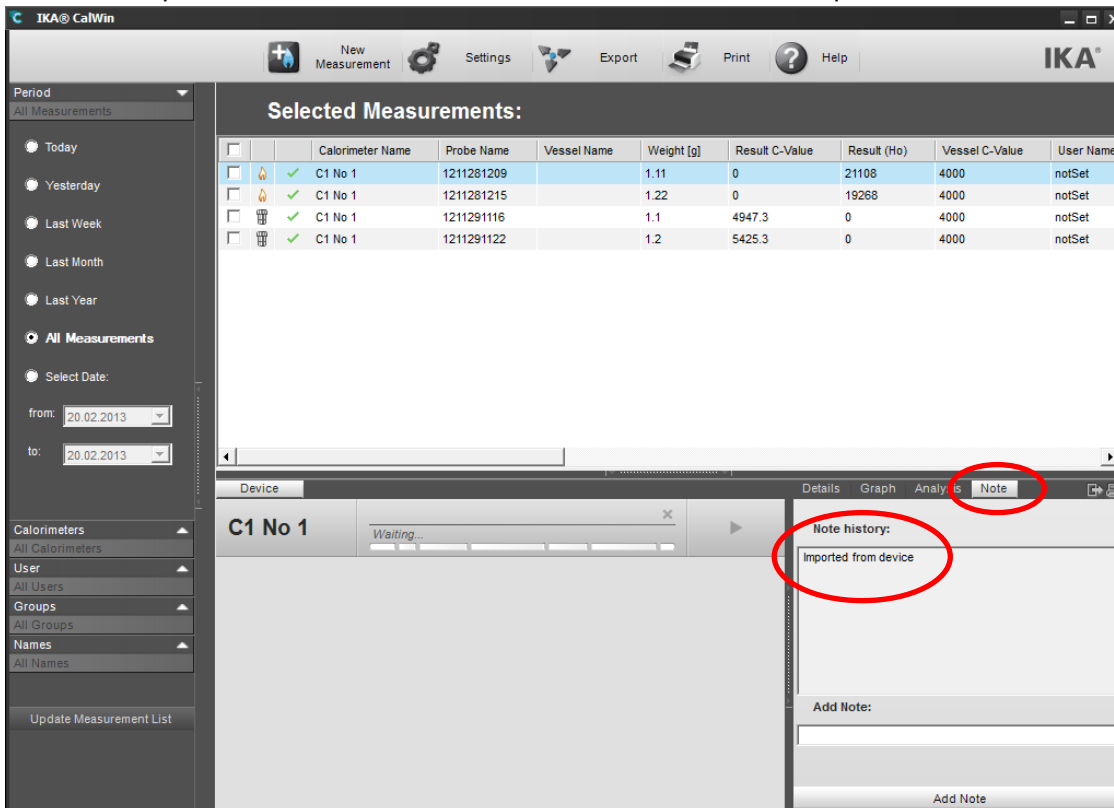 IKA® CalWin
New Measurement Settings Export Print Help IKA®
Period
All Measurements
Today
Yesterday
Last Week
Last Month
Last Year
All Measurements
Select Date:
from: 20.02.2013
to: 20.02.2013
Calorimeters
All Calorimeters
User
All Users
Groups
All Groups
Names
All Names
Update Measurement List
Selected Measurements:
Calorimeter Name Probe Name Vessel Name Weight [g] Result C-Value Result (Ho) Vessel C-Value User Name
C1 No 1 1211281209 1.11 0 21108 4000 notSet
C1 No 1 1211281215 1.22 0 19268 4000 notSet
C1 No 1 1211291116 1.1 4947.3 0 4000 notSet
C1 No 1 1211291122 1.2 5425.3 0 4000 notSet
Device
C1 No 1 Waiting...
Details Graph Analysis Note
Note history:
Imported from device
Add Note:
Add Note